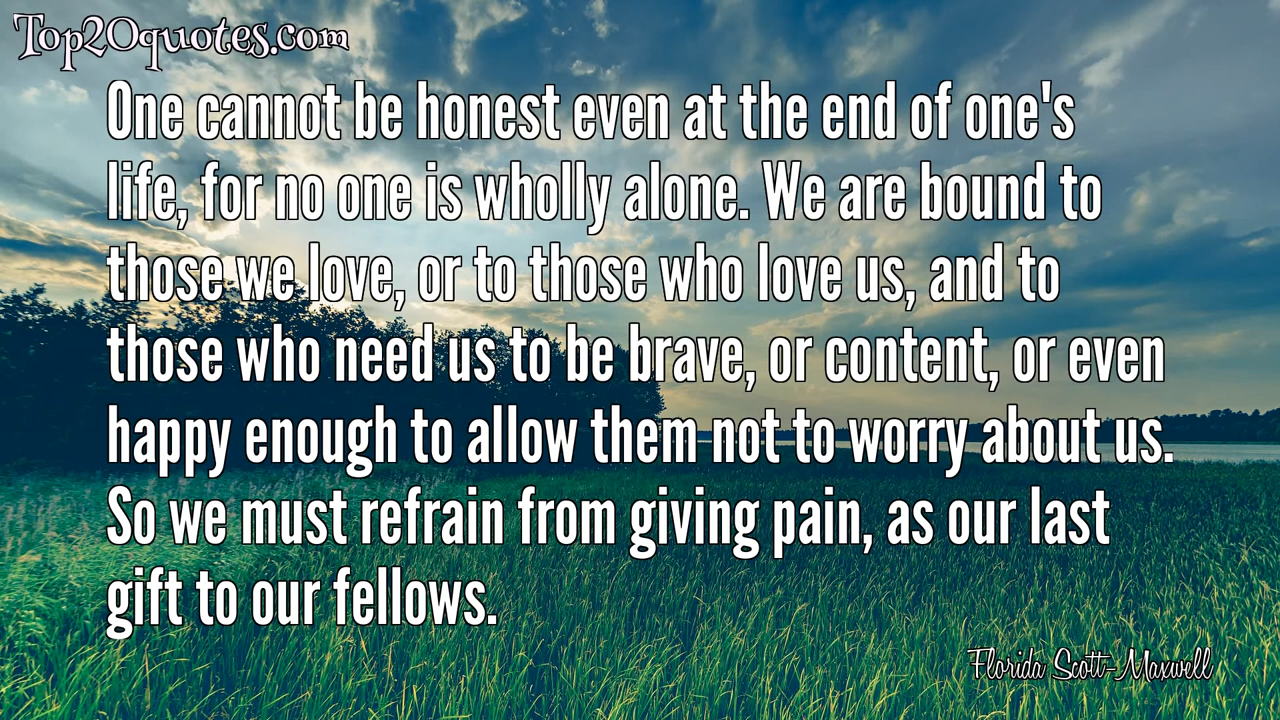 Top20quotes.com
One cannot be honest even at the end of one's
life, for no one is wholly alone. We are bound to
those we love, or to those who love us, and to
those who need us to be brave, or content, or even
happy enough to allow them not to worry about us.
So we must refrain from giving pain, as our last
gift to our fellows.
Florida Scott-Maxwell